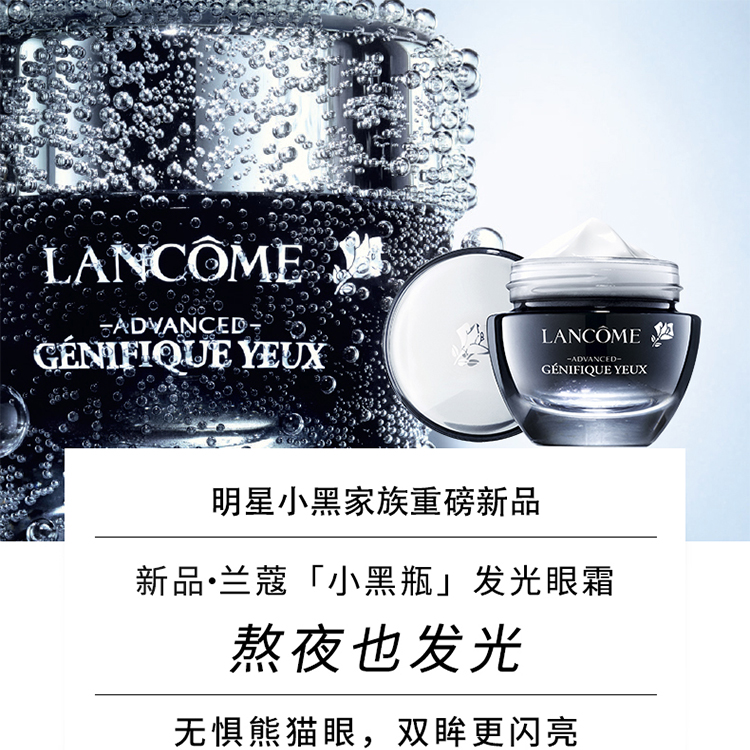 LANCÔME
-ADVANCED-
GÉNIFIQUE YEUX
LANCÔME
-ADVANCED-
GÉNIFIQUE YEUX
明星小黑家族重磅新品
新品·兰蔻「小黑瓶」发光眼霜
熬夜也发光
无惧熊猫眼，双眸更闪亮